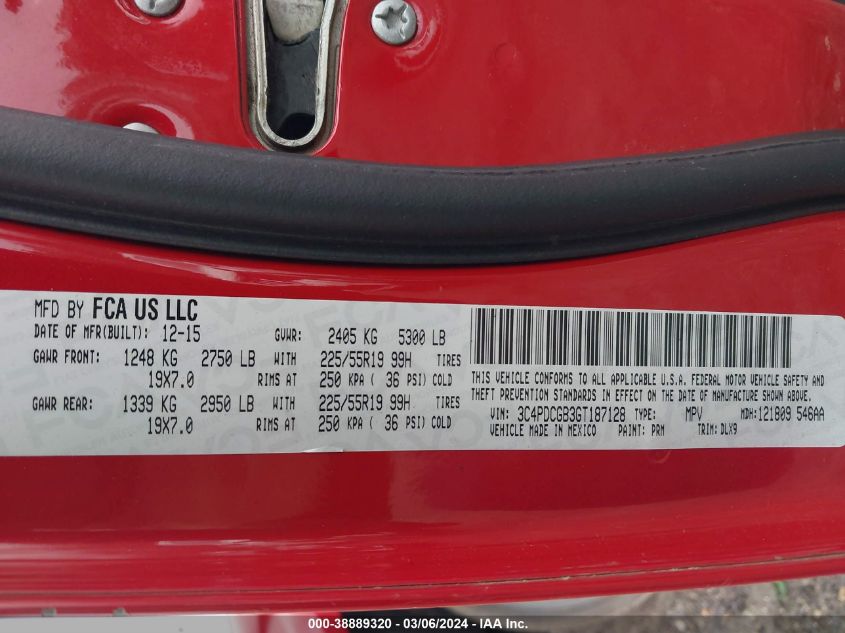 MFD BY FCA US LLC
DATE OF MFR(BUILT): 12-15 GVWR: 2405 KG 5300 LB
GAWR FRONT: 1248 KG 2750 LB WITH 225/55R19 99H TIRES
19X7.0 RIMS AT 250 KPA ( 36 PSI) COLD
GAWR REAR: 1339 KG 2950 LB WITH 225/55R19 99H TIRES
19X7.0 RIMS AT 250 KPA ( 36 PSI) COLD
THIS VEHICLE CONFORMS TO ALL APPLICABLE U.S.A. FEDERAL MOTOR VEHICLE SAFETY AND
THEFT PREVENTION STANDARDS IN EFFECT ON THE DATE OF MANUFACTURE SHOWN ABOVE.
VIN: 3C4PDCGB3GT187128 TYPE: MPV MDH:121809 546AA
VEHICLE MADE IN MEXICO PAINT: PRM TRIM: DLX9
000-38889320 - 03/06/2024 - IAA Inc.